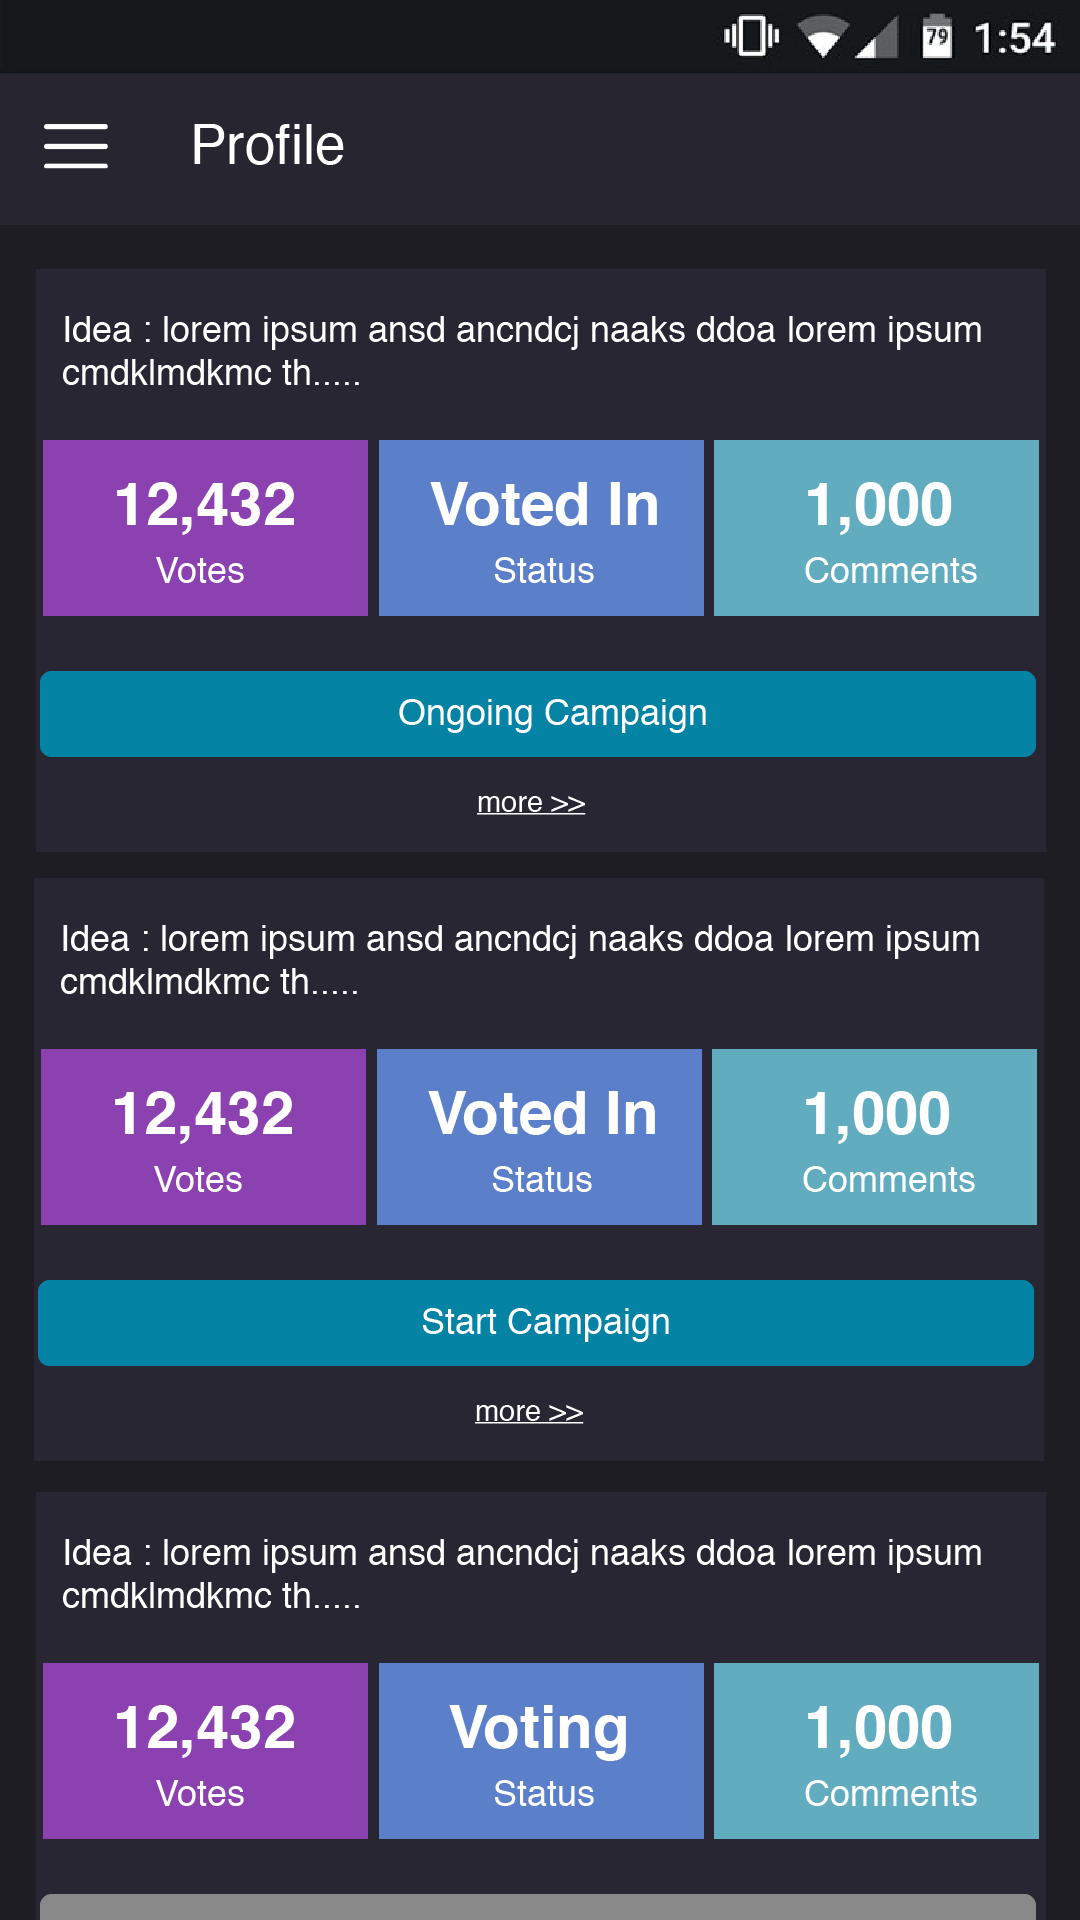 79 1:54
Profile
Idea : lorem ipsum ansd ancndcj naaks ddoa lorem ipsum
cmdklmdkmc th.....
12,432 Voted In 1,000
Votes Status Comments
Ongoing Campaign
more >>
Idea : lorem ipsum ansd ancndcj naaks ddoa lorem ipsum
cmdklmdkmc th.....
12,432 Voted In 1,000
Votes Status Comments
Start Campaign
more >>
Idea : lorem ipsum ansd ancndcj naaks ddoa lorem ipsum
cmdklmdkmc th.....
12,432 Voting 1,000
Votes Status Comments